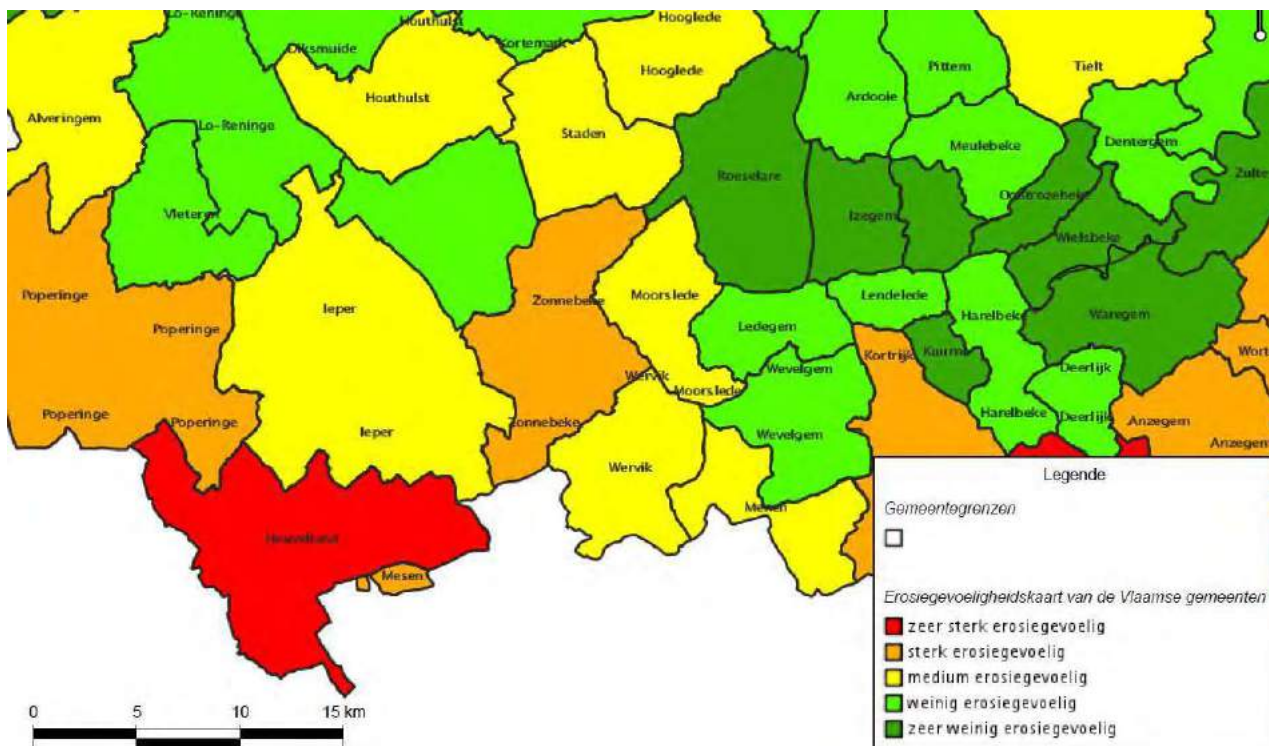 Lo-Reninge
Houthulst
Hooglede
Diksmuide
Kortemark
Hooglede
Pittem
Tielt
Ardooie
Houthulst
Alveringem
Lo-Reninge
Staden
Meulebeke
Dentergem
Roeselare
Izegem
Oostrozebeke
Zulte
Vleteren
Wielsbeke
Poperinge
Moorslede
Lendelede
Zonnebeke
Ieper
Harelbeke
Waregem
Poperinge
Ledegem
Kortrijk
Kuurne
Wort
Wevelgem
Deerlijk
Wervik
Moorslede
Poperinge
Poperinge
Zonnebeke
Harelbeke
Deerlijk
Anzegem
Ieper
Wevelgem
Anzegem
Wervik
Menen
Heuvelland
Mesen
Legende
Gemeentegrenzen
Erosiegevoeligheidskaart van de Vlaamse gemeenten
zeer sterk erosiegevoelig
sterk erosiegevoelig
medium erosiegevoelig
weinig erosiegevoelig
zeer weinig erosiegevoelig
0 5 10 15 km